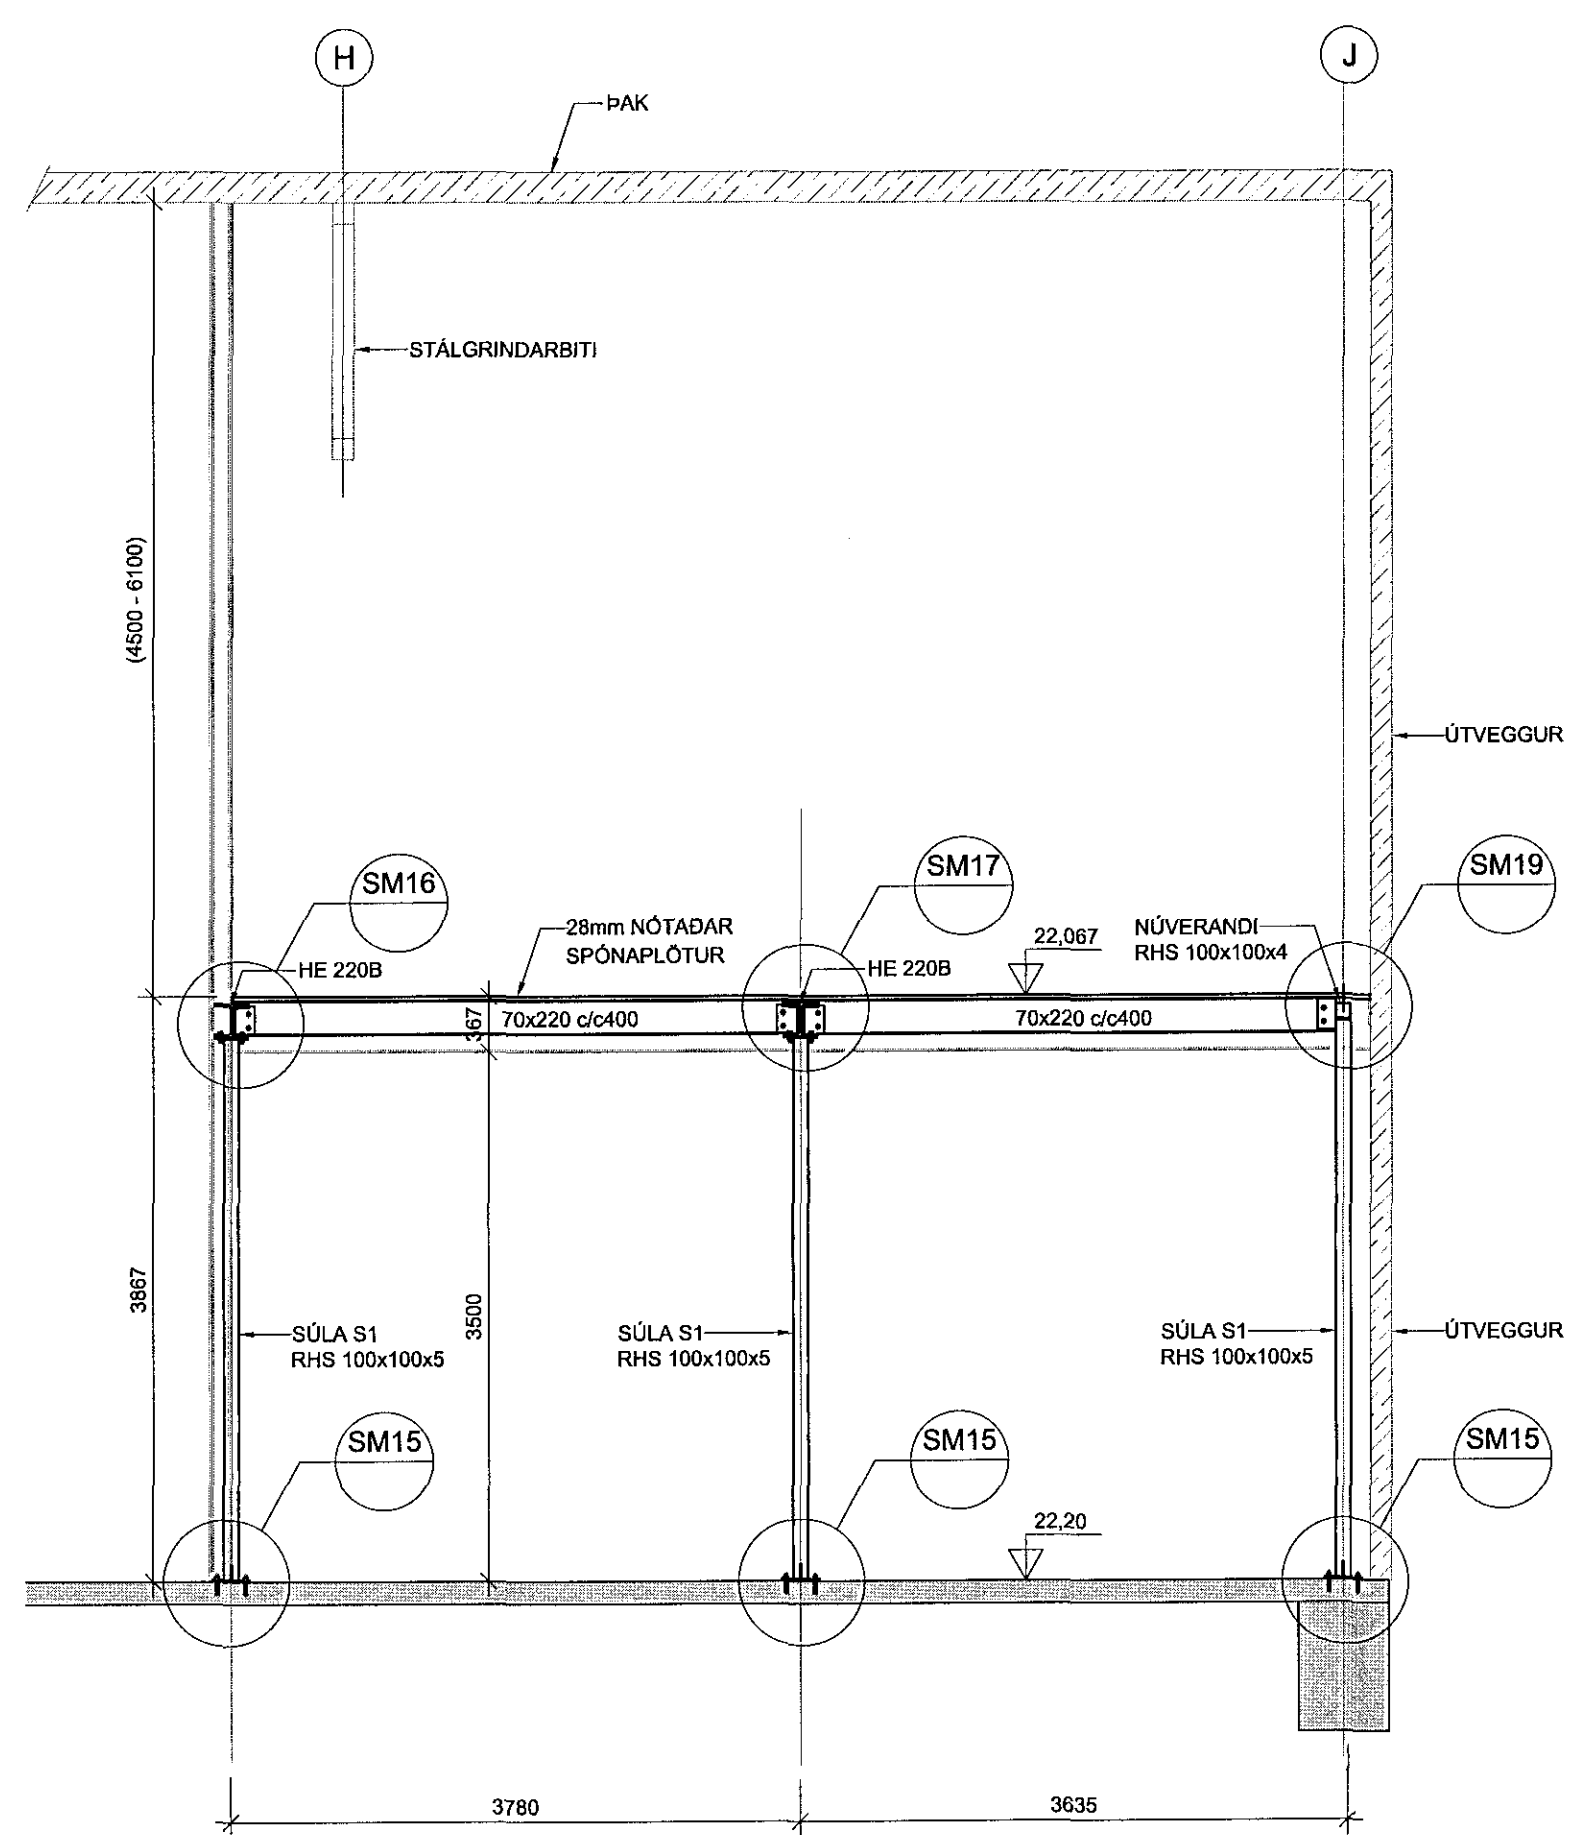 H
J
ÞAK
STÁLGRINDARBITI
(4500 - 6100)
ÚTVEGGUR
SM16
SM17
SM19
28mm NÓTAÐAR
SPÓNAPLÖTUR
22,067
NÚVERANDI
RHS 100x100x4
HE 220B
HE 220B
70x220 c/c400
70x220 c/c400
367
3867
3500
SÚLA S1
RHS 100x100x5
SÚLA S1
RHS 100x100x5
SÚLA S1
RHS 100x100x5
ÚTVEGGUR
SM15
SM15
SM15
22,20
3780
3635